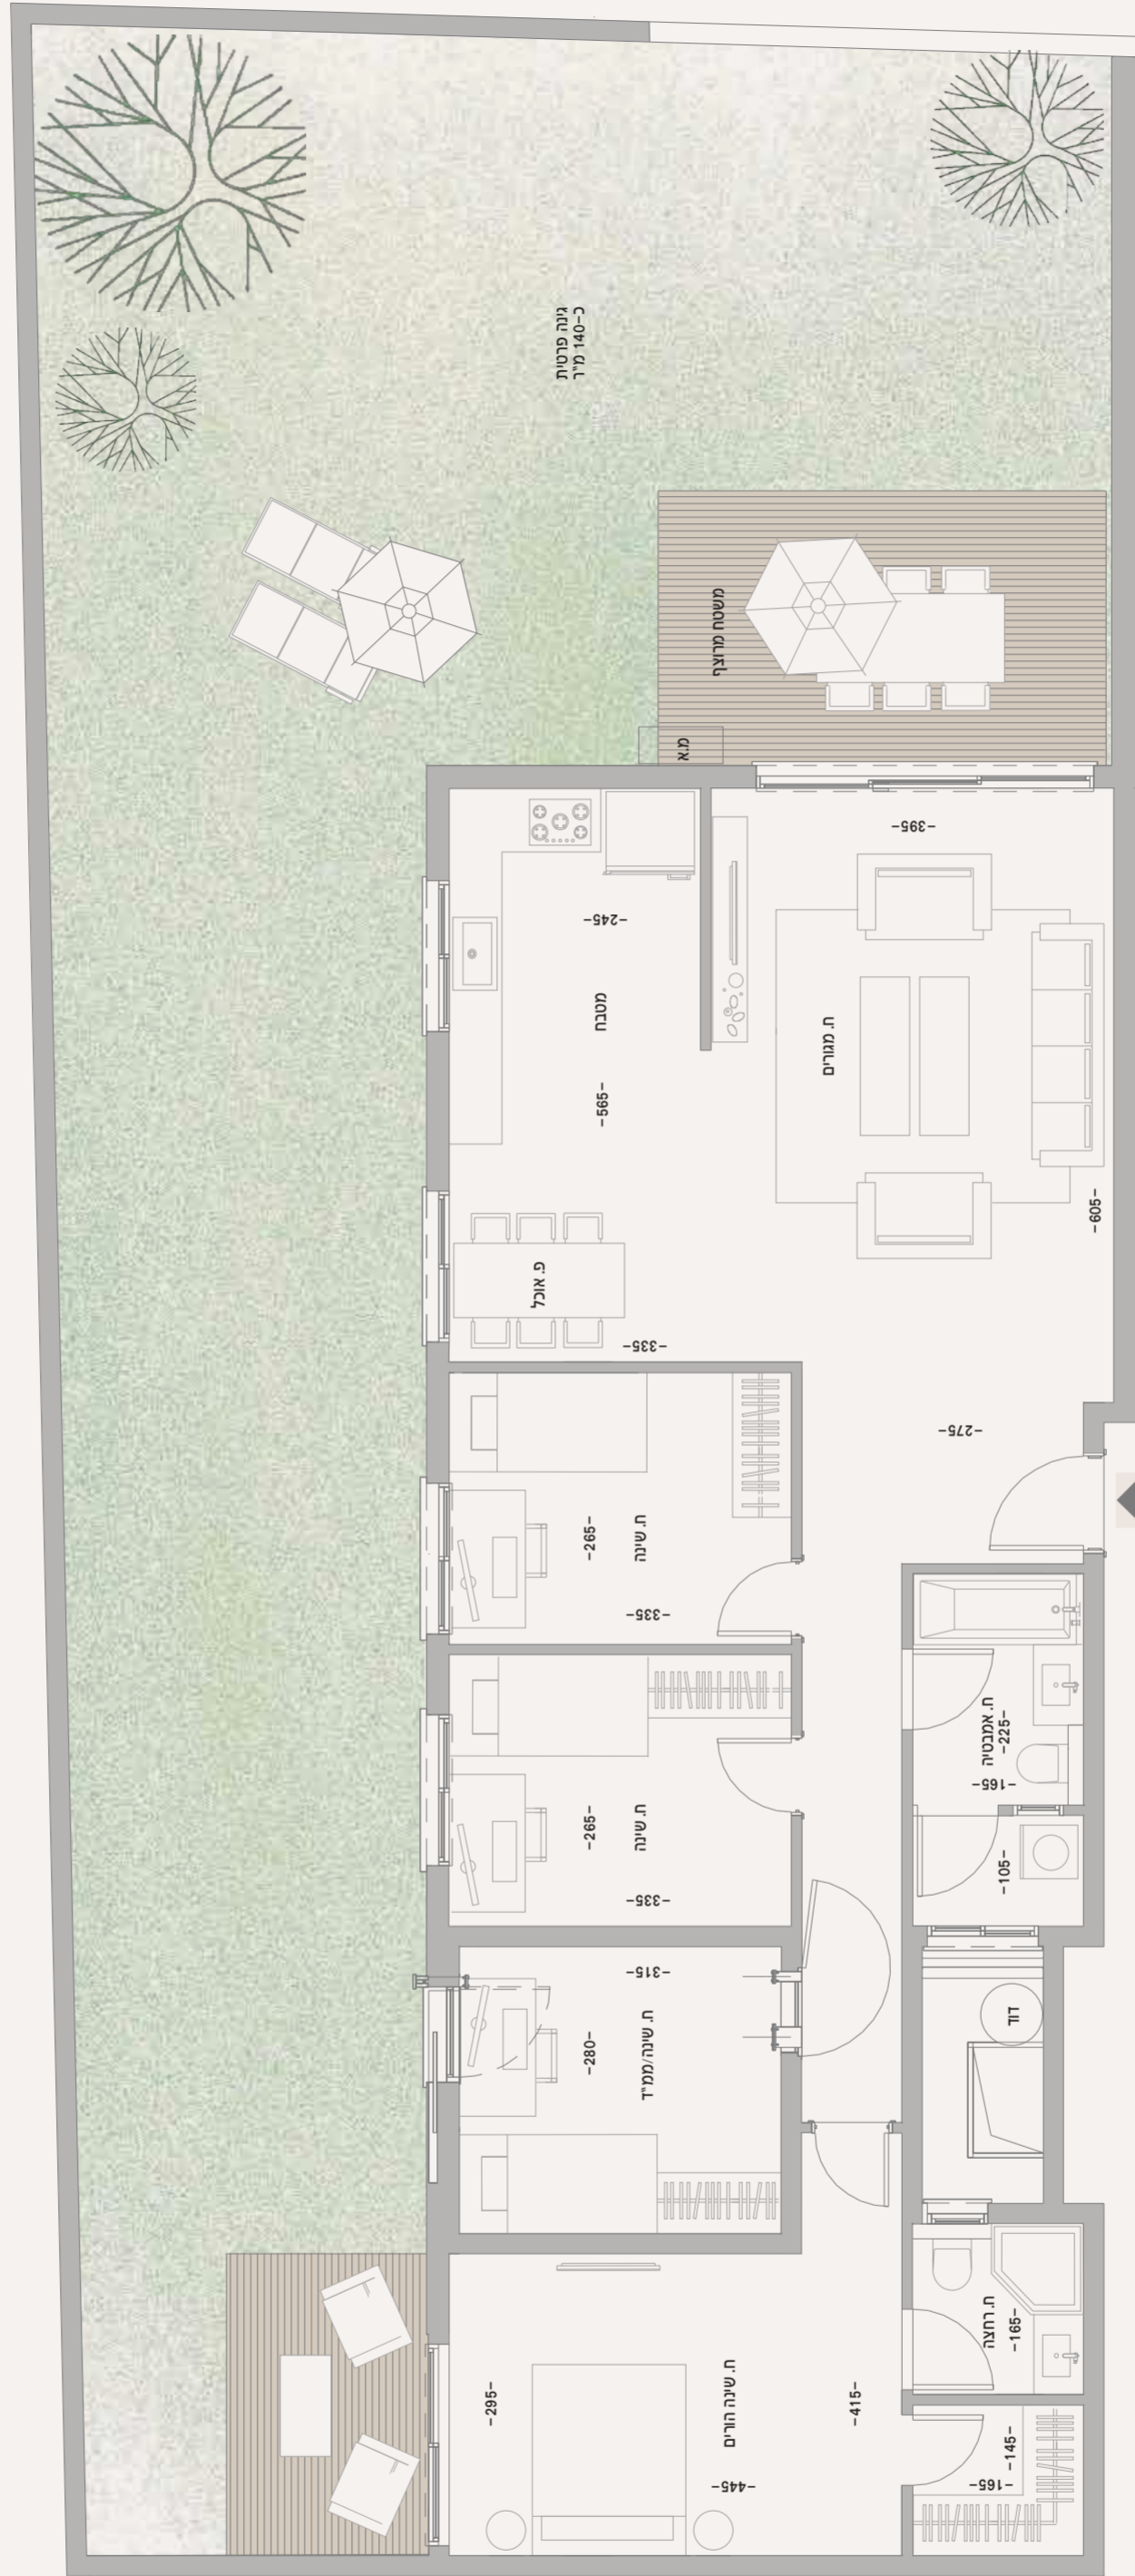 גינה פרטית
כ-140 מ"ר
משטח מרוצף
מ.א
-395-
-245-
מטבח
ח. מגורים
-565-
-605-
פ. אוכל
-335-
-275-
-265-
ח. שינה
-335-
ח. אמבטיה
-225-
-165-
-265-
ח. שינה
-335-
-105-
-315-
דוד
-280-
ח. שינה/ממ"ד
ח. רחצה
-165-
-295-
ח. שינה הורים
-415-
-445-
-145-
-165-